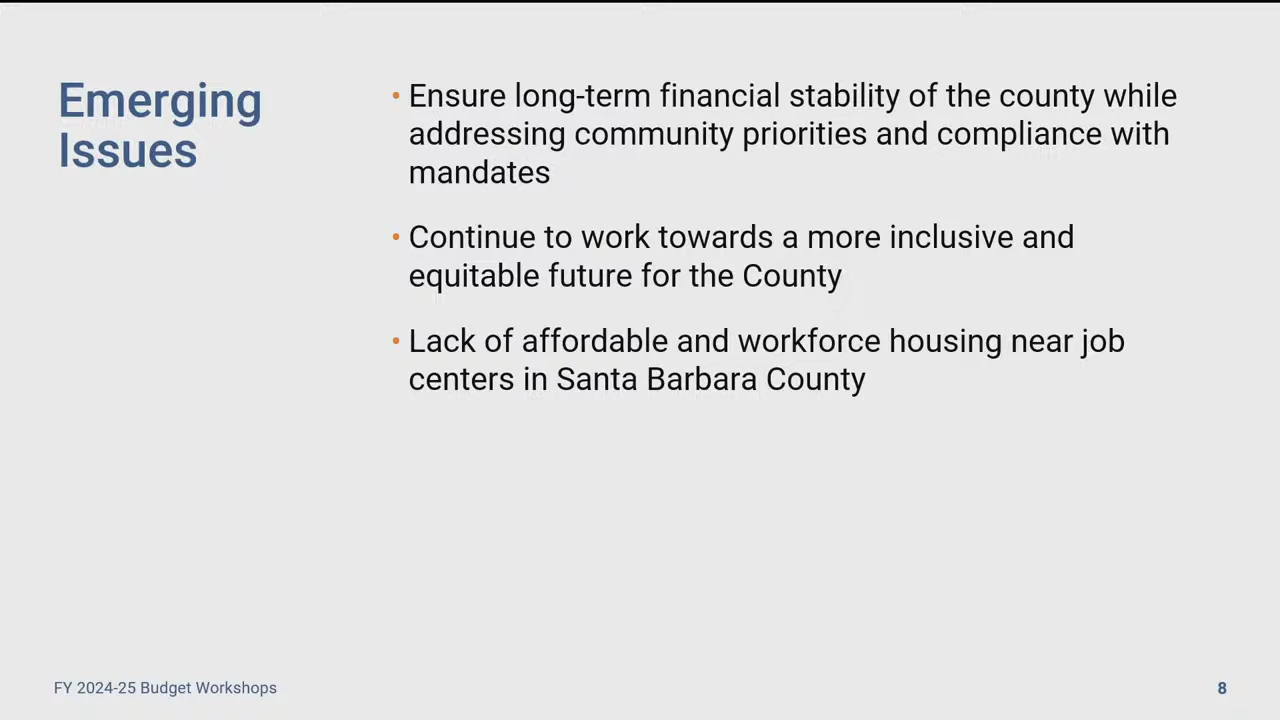 Emerging
Issues
• Ensure long-term financial stability of the county while
addressing community priorities and compliance with
mandates
• Continue to work towards a more inclusive and
equitable future for the County
• Lack of affordable and workforce housing near job
centers in Santa Barbara County
FY 2024-25 Budget Workshops
8